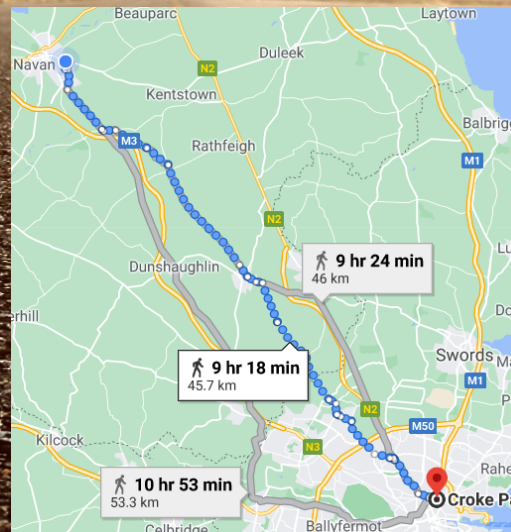 Beauparc
Laytown
Duleek
Navan
N2
Kentstown
M3
Balbrig
M1
Rathfeigh
N2
9 hr 24 min
46 km
Dunshaughlin
9 hr 18 min
45.7 km
Swords
M1
N2
M50
Kilcock
N3
10 hr 53 min
53.3 km
Croke Pa
Rahe
Celbridge
Ballyfermot